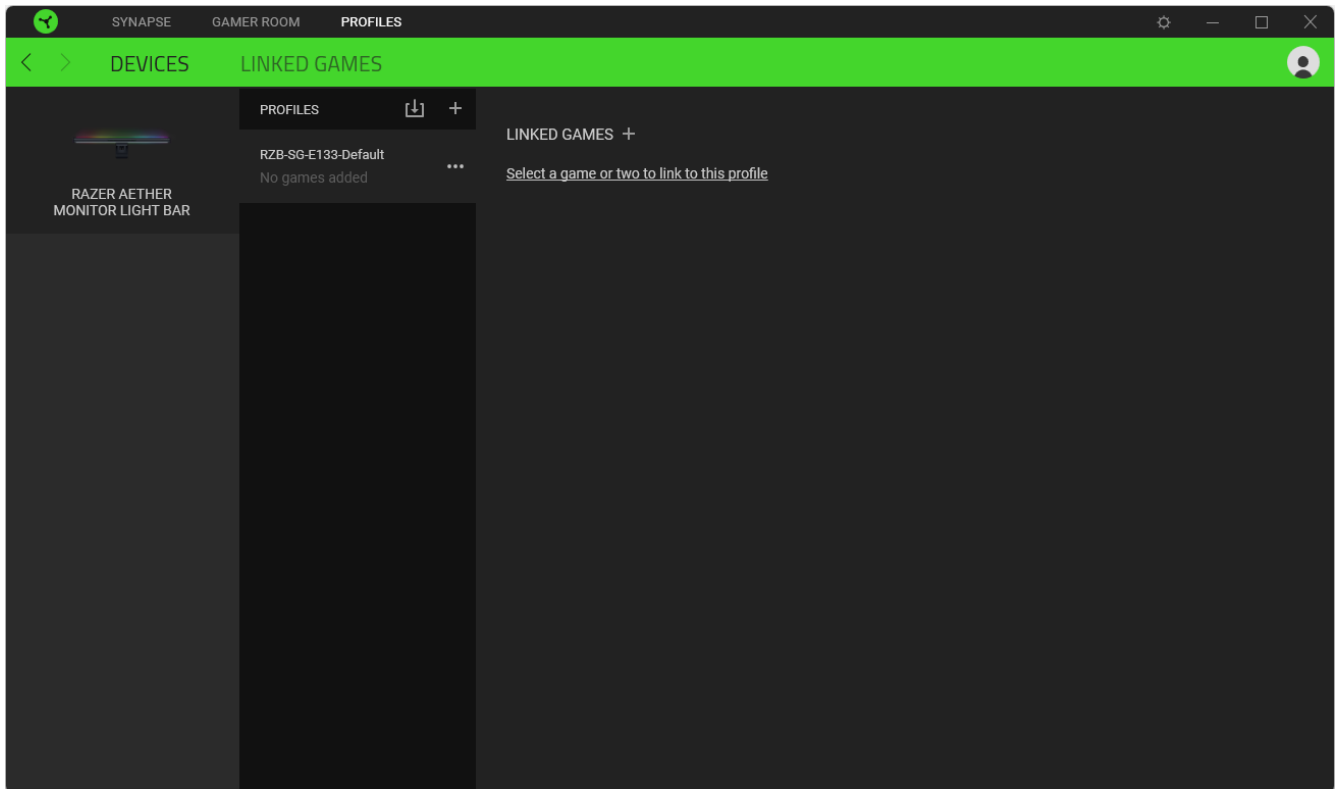 SYNAPSE GAMER ROOM PROFILES
DEVICES LINKED GAMES
RAZER AETHER
MONITOR LIGHT BAR
PROFILES
RZB-SG-E133-Default
No games added
LINKED GAMES
Select a game or two to link to this profile